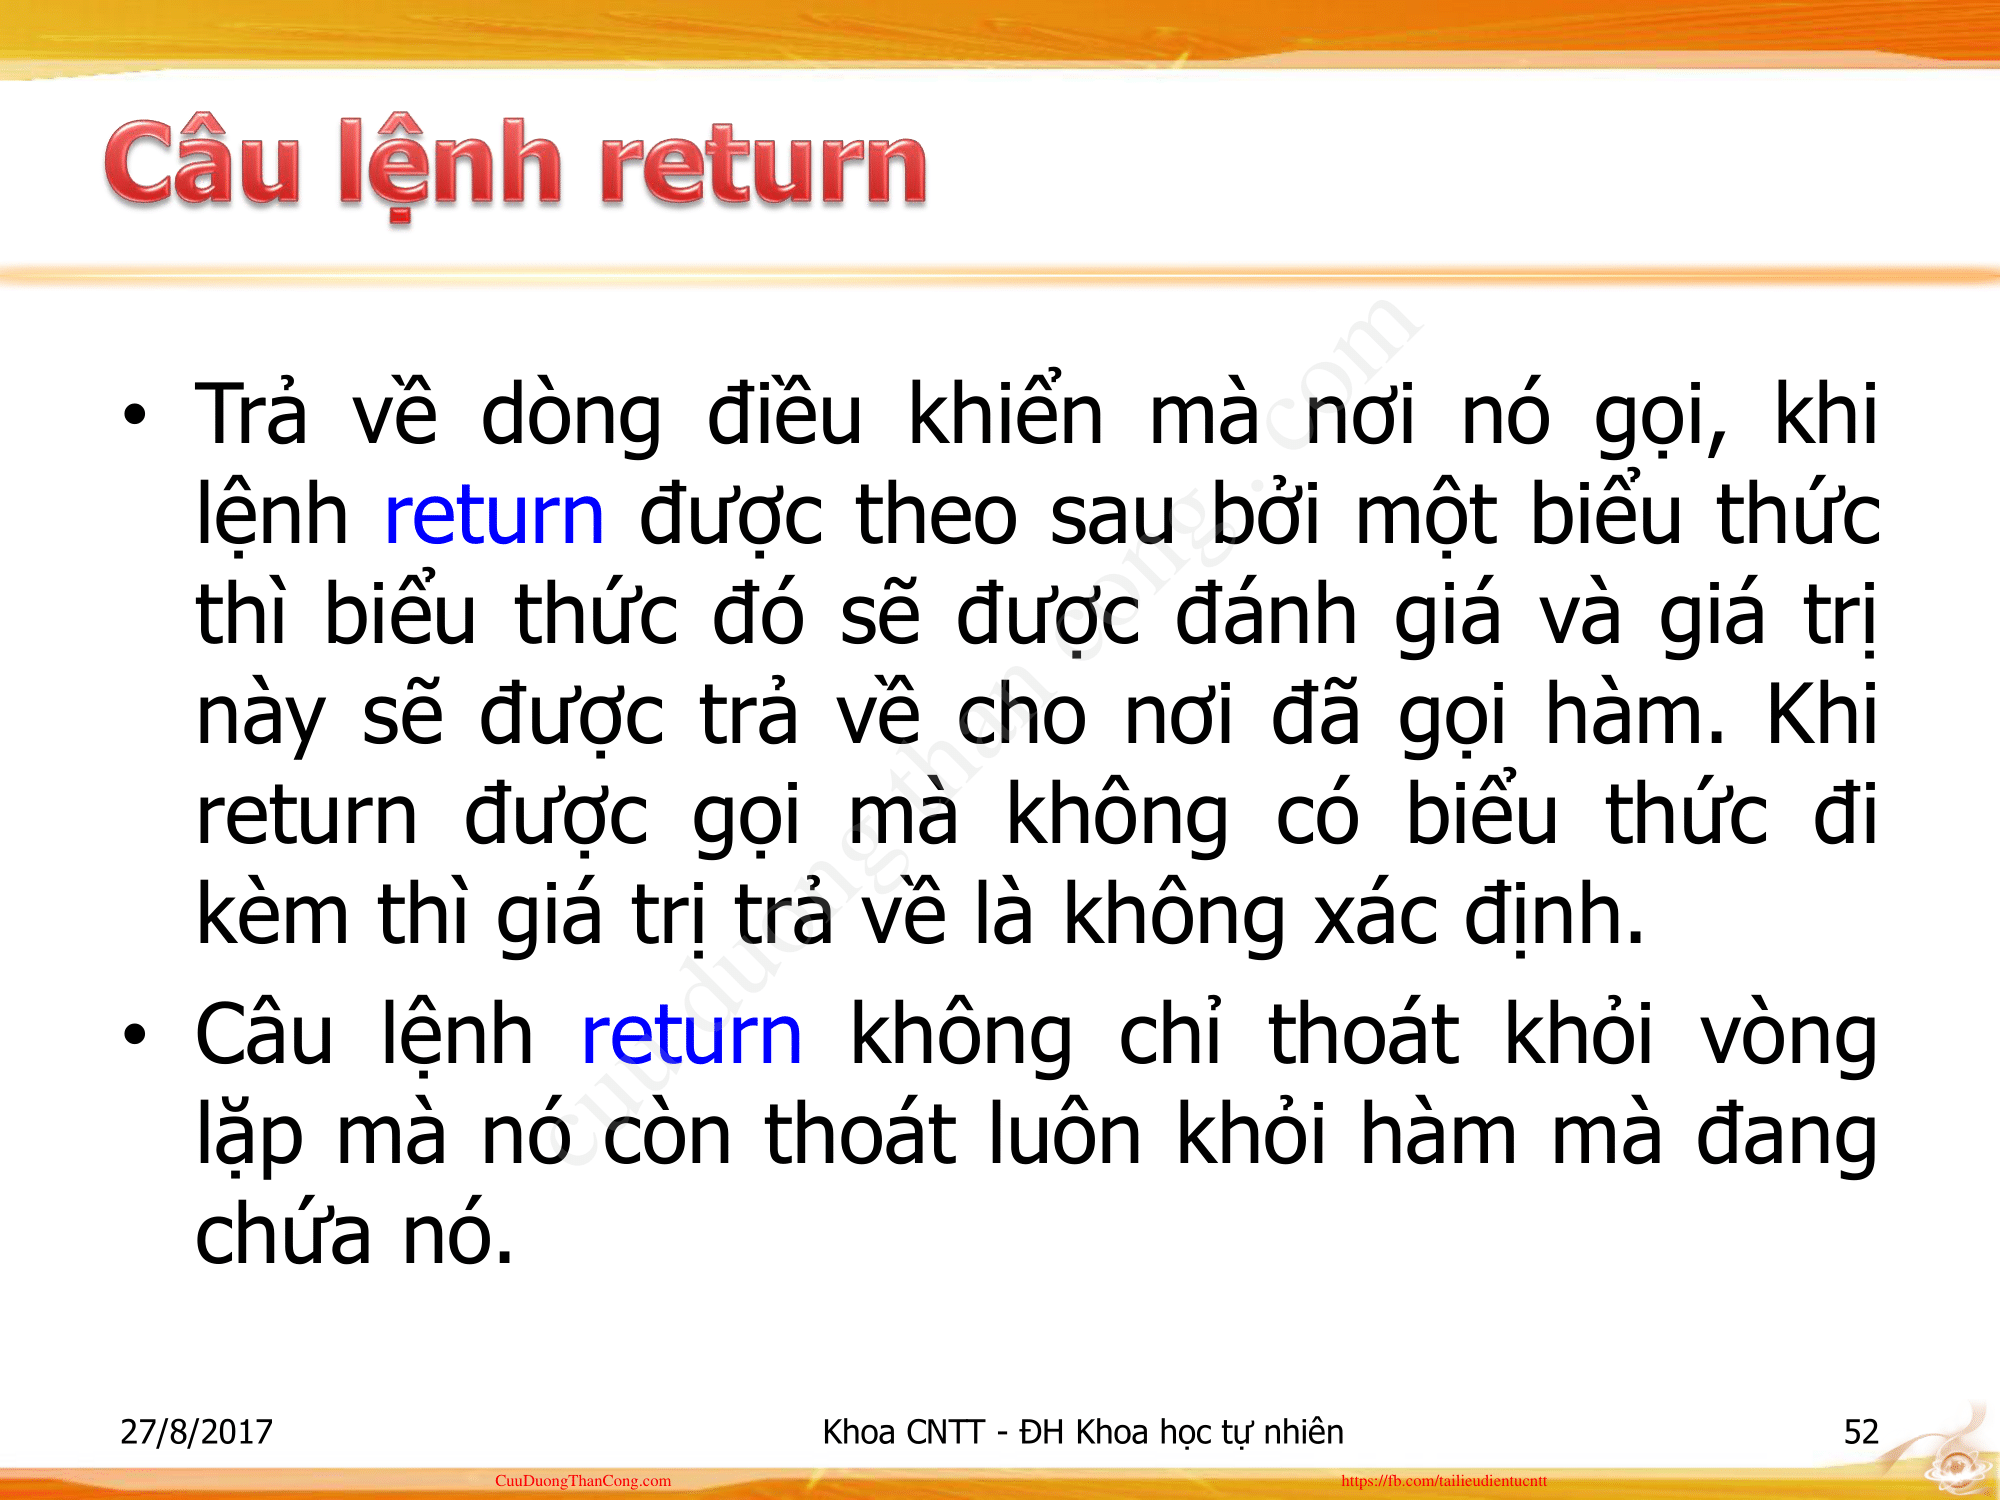 Câu lệnh return
• Trả về dòng điều khiển mà nơi nó gọi, khi
lệnh return được theo sau bởi một biểu thức
thì biểu thức đó sẽ được đánh giá và giá trị
này sẽ được trả về cho nơi đã gọi hàm. Khi
return được gọi mà không có biểu thức đi
kèm thì giá trị trả về là không xác định.
• Câu lệnh return không chỉ thoát khỏi vòng
lặp mà nó còn thoát luôn khỏi hàm mà đang
chứa nó.
cuu duong than cong . com
27/8/2017
Khoa CNTT - ĐH Khoa học tự nhiên
52
CuuDuongThanCong.com
https://fb.com/tailieudientucntt